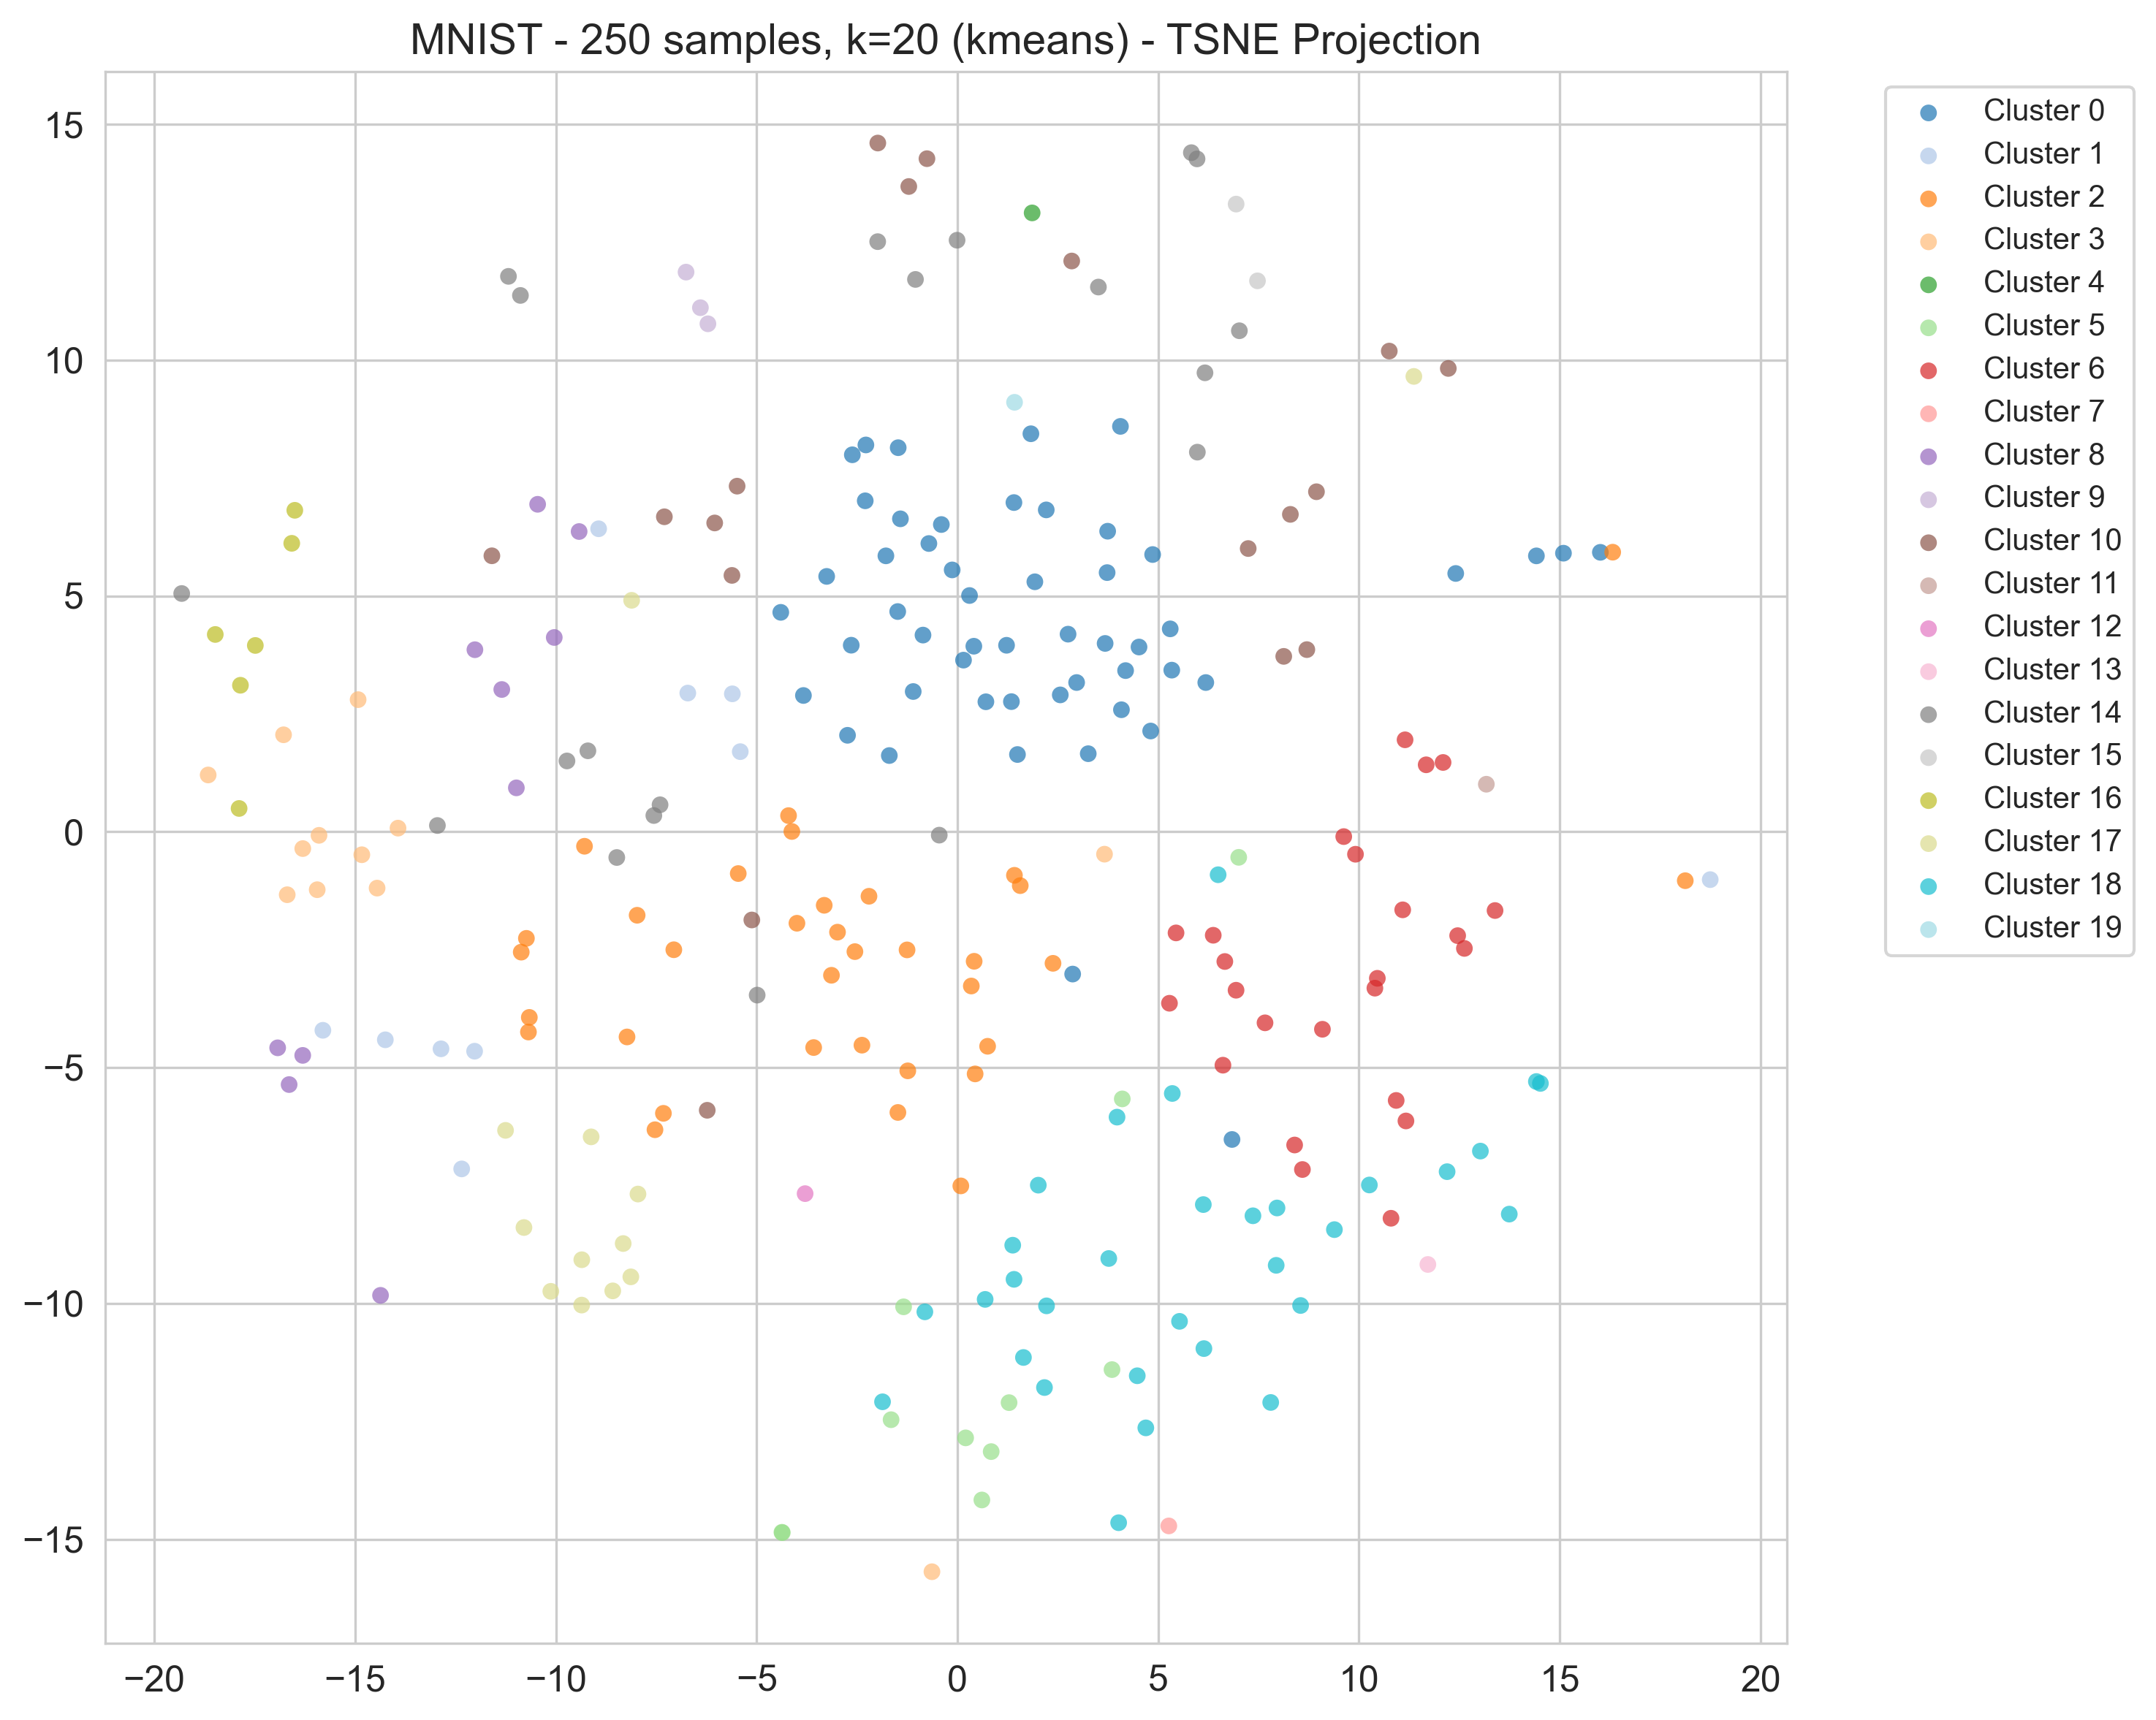 MNIST - 250 samples, k=20 (kmeans) - TSNE Projection
15
10
5
0
−5
−10
−15
−20
−15
−10
−5
0
5
10
15
20
Cluster 0
Cluster 1
Cluster 2
Cluster 3
Cluster 4
Cluster 5
Cluster 6
Cluster 7
Cluster 8
Cluster 9
Cluster 10
Cluster 11
Cluster 12
Cluster 13
Cluster 14
Cluster 15
Cluster 16
Cluster 17
Cluster 18
Cluster 19